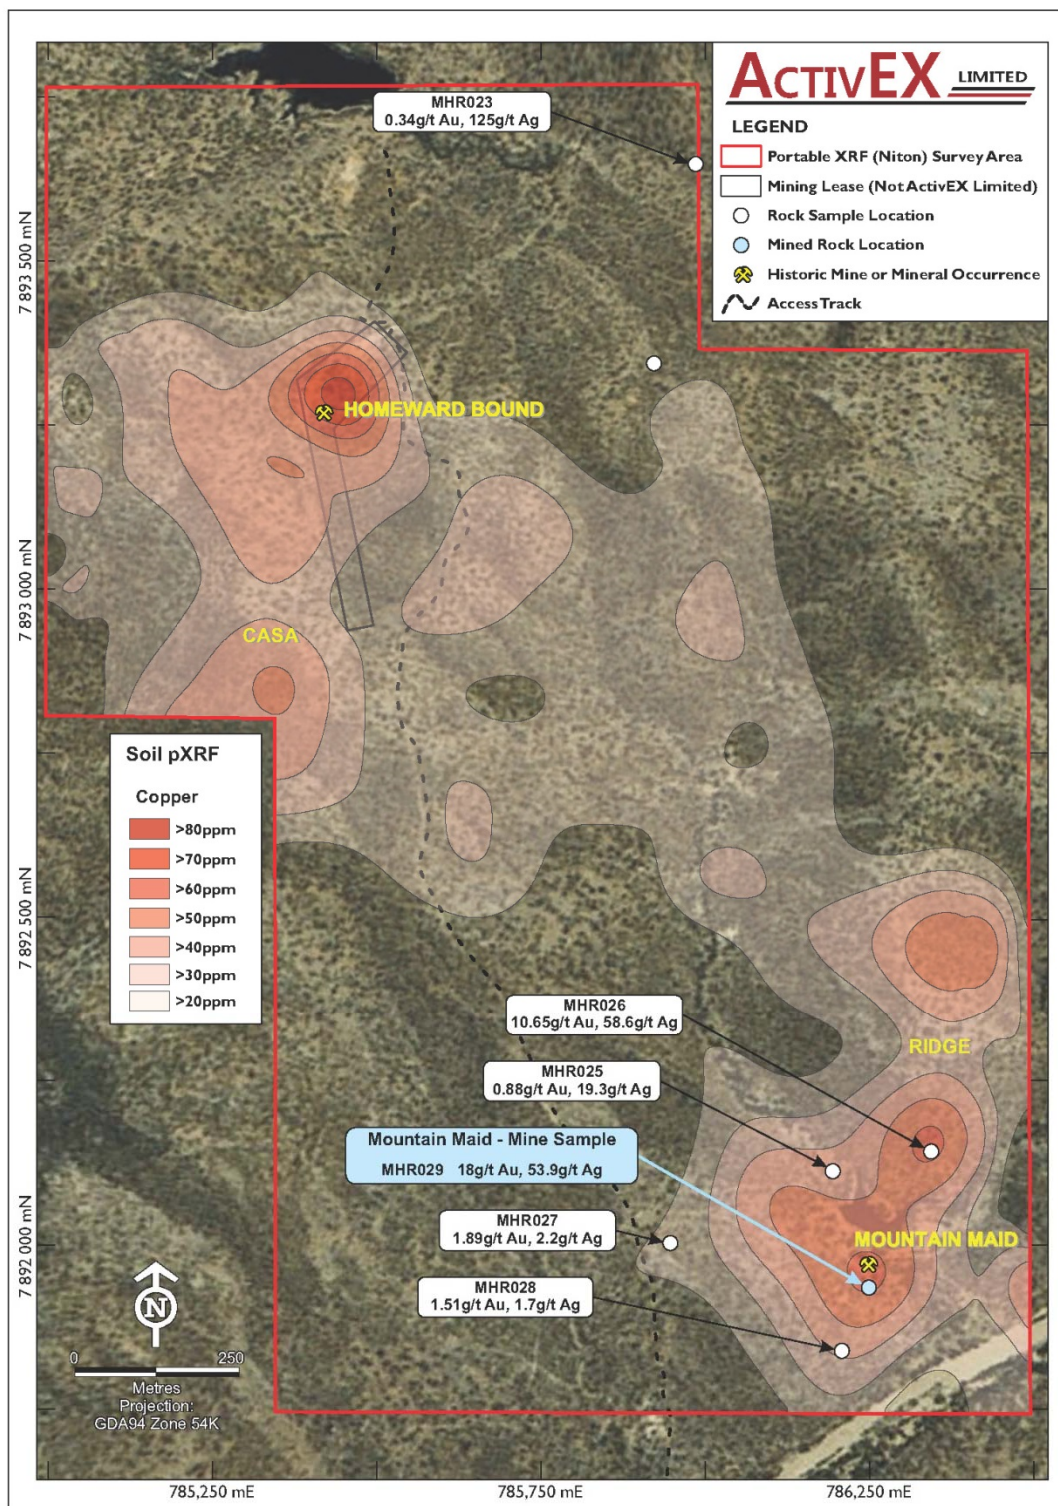 ACTIVEX LIMITED
LEGEND
Portable XRF (Niton) Survey Area
Mining Lease (Not ActivEX Limited)
Rock Sample Location
Mined Rock Location
Historic Mine or Mineral Occurrence
Access Track
MHR023
0.34g/t Au, 125g/t Ag
7 893 500 mN
HOMEWARD BOUND
7 893 000 mN
CASA
Soil pXRF
Copper
>80ppm
>70ppm
>60ppm
>50ppm
>40ppm
>30ppm
>20ppm
7 892 500 mN
MHR026
10.65g/t Au, 58.6g/t Ag
RIDGE
MHR025
0.88g/t Au, 19.3g/t Ag
Mountain Maid - Mine Sample
MHR029 18g/t Au, 53.9g/t Ag
MHR027
1.89g/t Au, 2.2g/t Ag
MOUNTAIN MAID
7 892 000 mN
MHR028
1.51g/t Au, 1.7g/t Ag
N
0 250
Metres
Projection:
GDA94 Zone 54K
785,250 mE
785,750 mE
786,250 mE